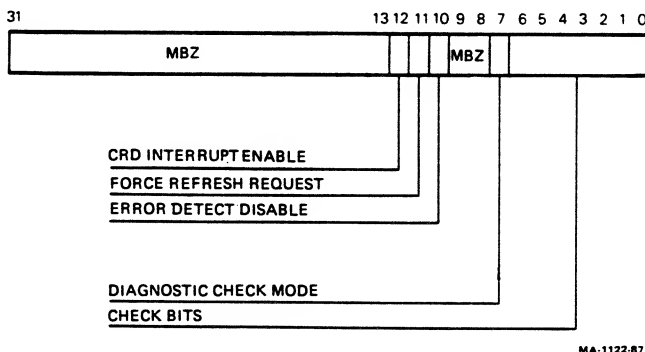 31 13 12 11 10 9 8 7 6 5 4 3 2 1 0
MBZ MBZ
CRD INTERRUPT ENABLE
FORCE REFRESH REQUEST
ERROR DETECT DISABLE
DIAGNOSTIC CHECK MODE
CHECK BITS
MA-1122-87